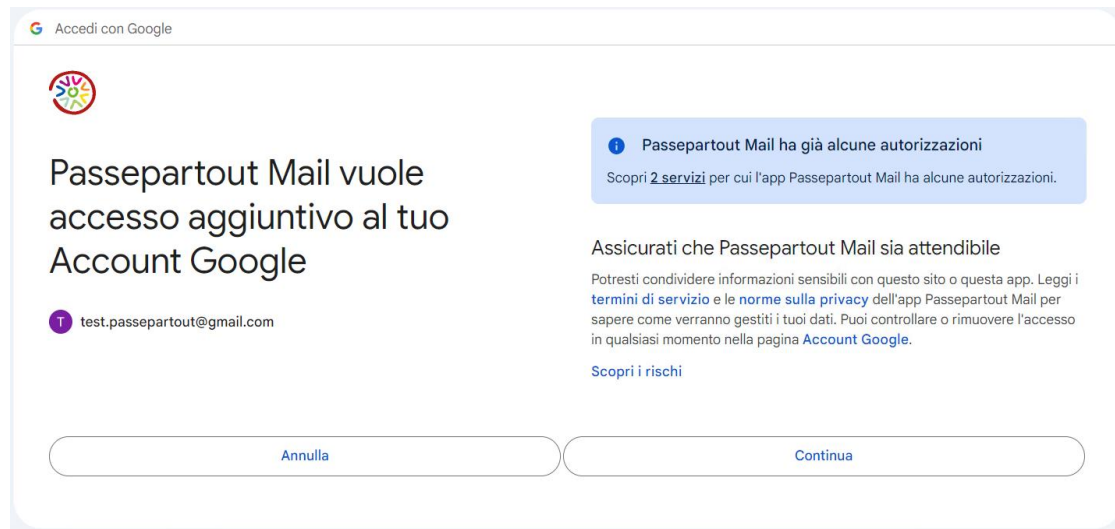 Accedi con Google
Passepartout Mail vuole
accesso aggiuntivo al tuo
Account Google
T test.passepartout@gmail.com
Passepartout Mail ha già alcune autorizzazioni
Scopri 2 servizi per cui l'app Passepartout Mail ha alcune autorizzazioni.
Assicurati che Passepartout Mail sia attendibile
Potresti condividere informazioni sensibili con questo sito o questa app. Leggi i
termini di servizio e le norme sulla privacy dell'app Passepartout Mail per
sapere come verranno gestiti i tuoi dati. Puoi controllare o rimuovere l'accesso
in qualsiasi momento nella pagina Account Google.
Scopri i rischi
Annulla
Continua